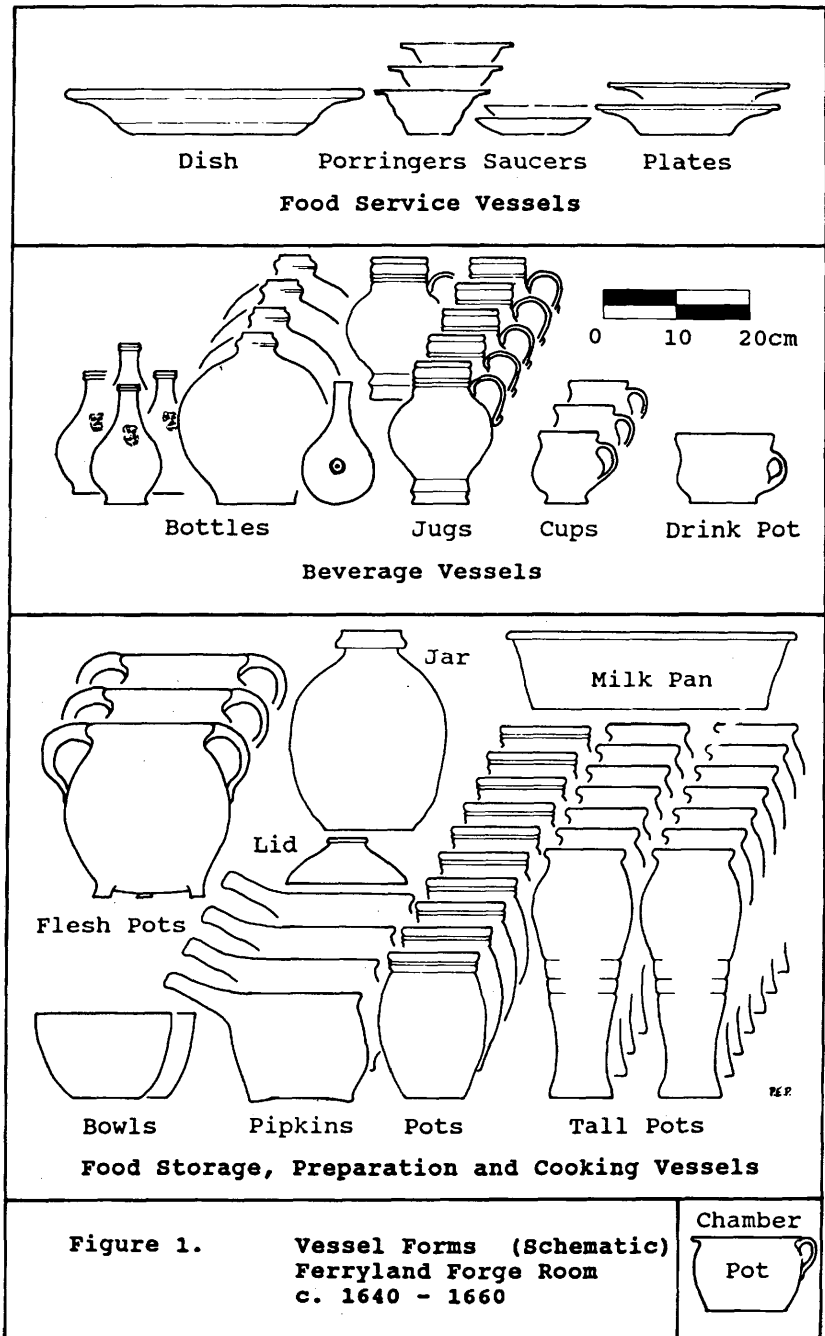 Dish Porringers Saucers Plates
Food Service Vessels
0 10 20cm
Bottles Jugs Cups Drink Pot
Beverage Vessels
Jar
Milk Pan
Lid
Flesh Pots
P.E.P.
Bowls Pipkins Pots Tall Pots
Food Storage, Preparation and Cooking Vessels
Figure 1. Vessel Forms (Schematic)
Ferryland Forge Room
c. 1640 - 1660
Chamber
Pot